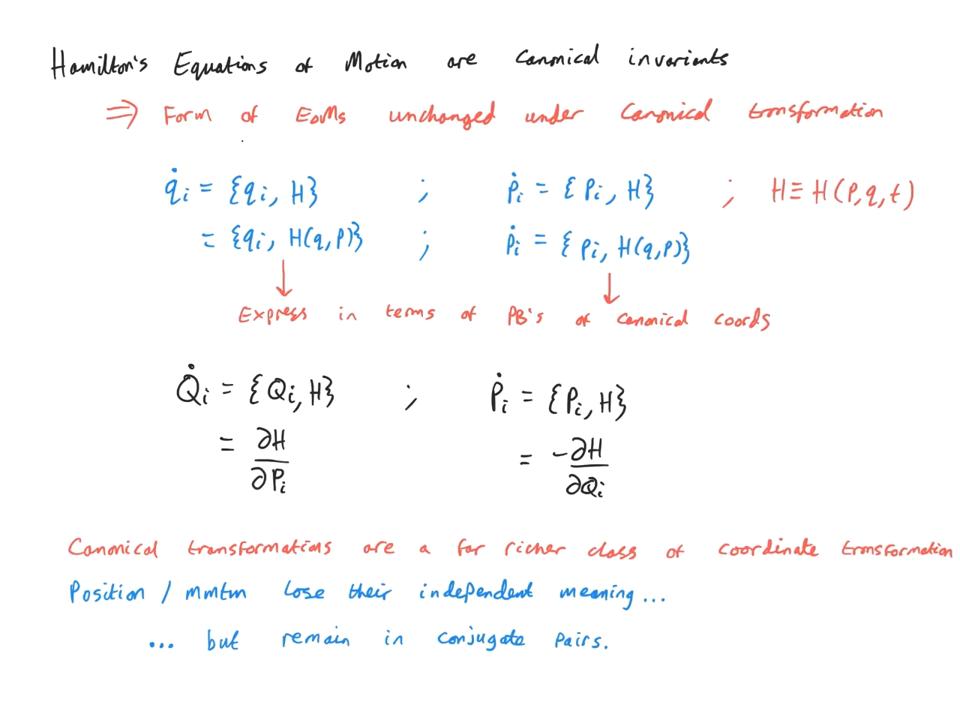 Hamilton's Equations of Motion are Canonical invariants
⇒ Form of EoMs unchanged under Canonical transformation
q̇i = {qi, H} ; ṗi = {Pi, H} ; H ≡ H(P,q,t)
= {qi, H(q,P)} ; ṗi = {Pi, H(q,P)}
↓ ↓
Express in terms of PB's of canonical coords
Q̇i = {Qi, H} ; Ṗi = {Pi, H}
= ∂H/∂Pi = -∂H/∂Qi
Canonical transformations are a far richer class of coordinate transformation
Position / mmtm lose their independent meaning...
... but remain in conjugate pairs.